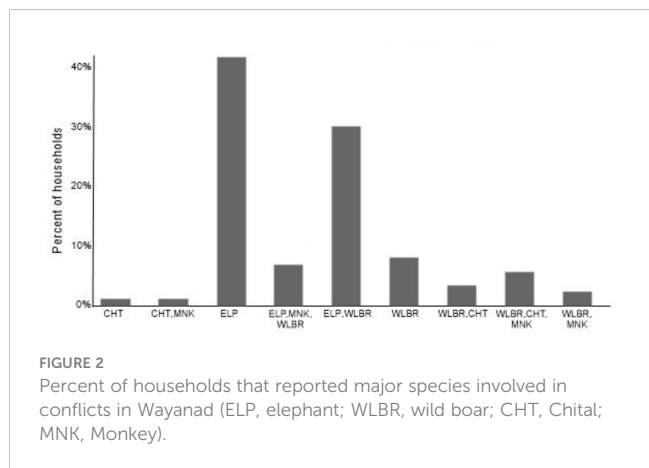 40%
30%
20%
10%
0%
Percent of households
CHT
CHT,MNK
ELP
ELP,MNK,
WLBR
ELP,WLBR
WLBR
WLBR,CHT
WLBR,CHT,
MNK
WLBR,
MNK
FIGURE 2
Percent of households that reported major species involved in
conflicts in Wayanad (ELP, elephant; WLBR, wild boar; CHT, Chital;
MNK, Monkey).